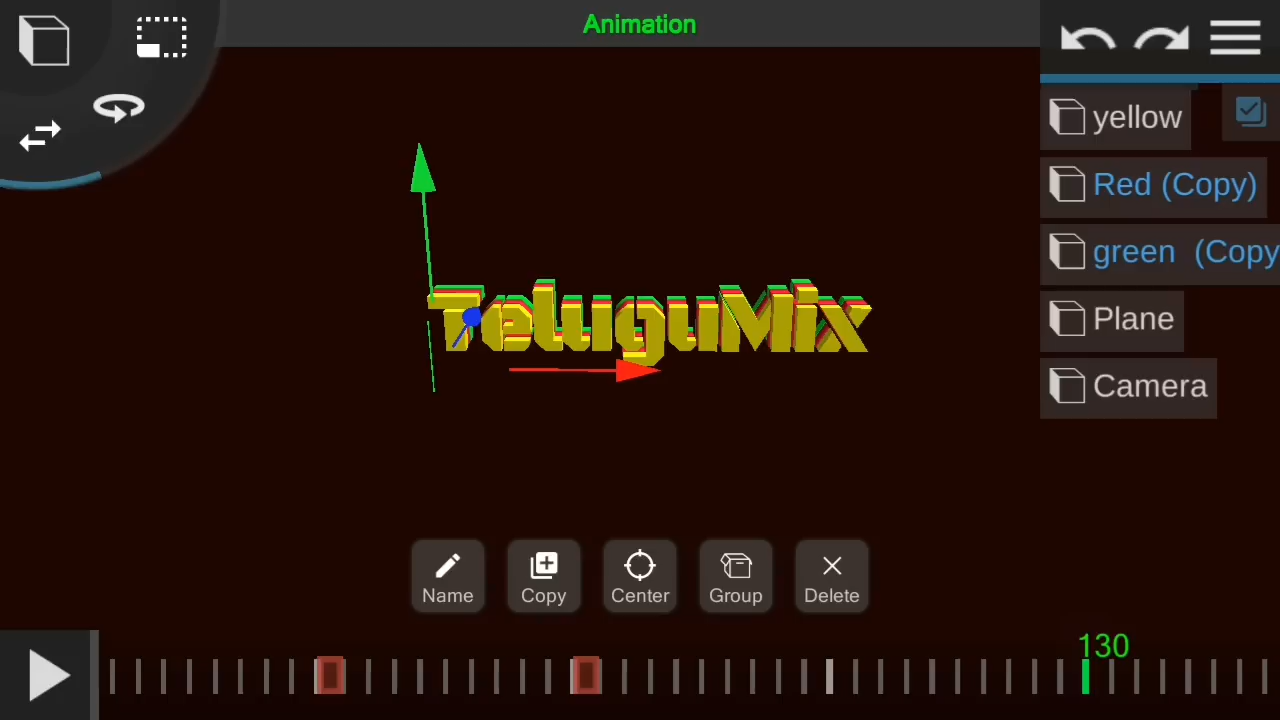 Animation
yellow
Red (Copy)
green (Copy
Plane
Camera
TeluguMix
Name
Copy
Center
Group
Delete
130